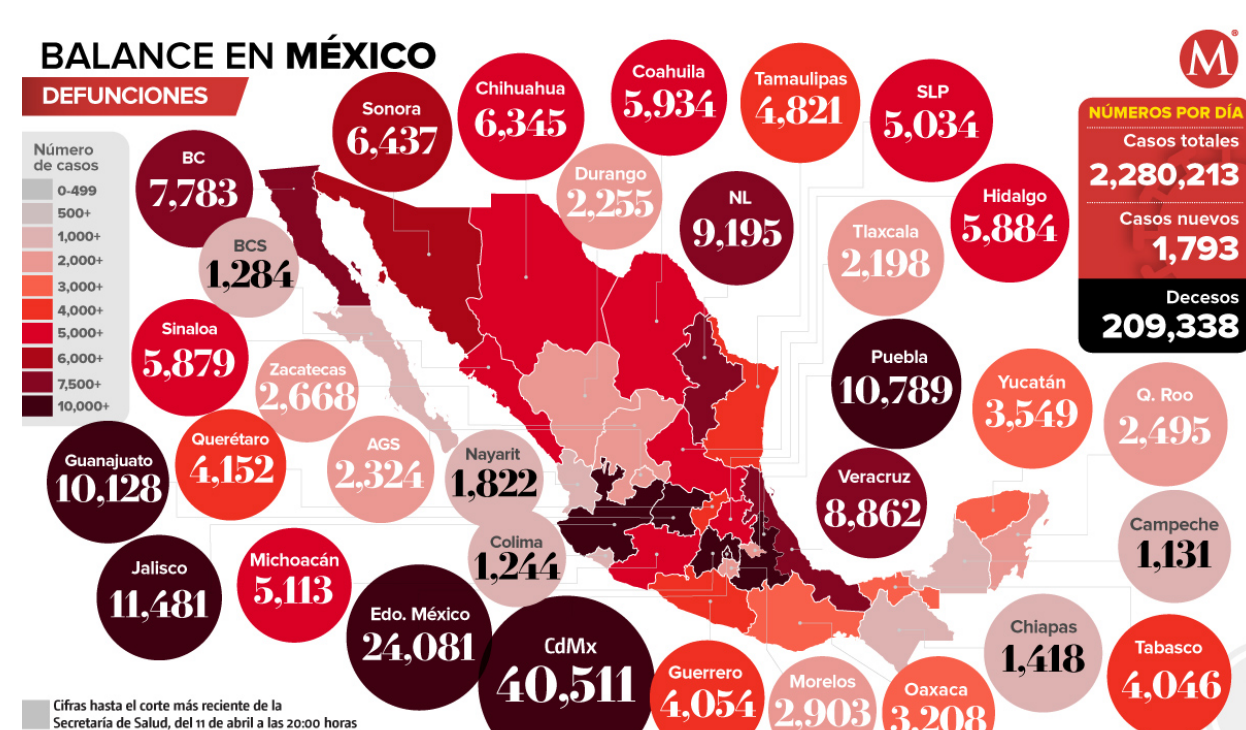 BALANCE EN MÉXICO
DEFUNCIONES
Número
de casos
0-499
500+
1,000+
2,000+
3,000+
4,000+
5,000+
6,000+
7,500+
10,000+
BC
7,783
BCS
1,284
Sonora
6,437
Chihuahua
6,345
Coahuila
5,934
Tamaulipas
4,821
SLP
5,034
Durango
2,255
NL
9,195
Tlaxcala
2,198
Hidalgo
5,884
M
®
NÚMEROS POR DÍA
Casos totales
2,280,213
Casos nuevos
1,793
Decesos
209,338
Sinaloa
5,879
Zacatecas
2,668
Puebla
10,789
Yucatán
3,549
Q. Roo
2,495
Guanajuato
10,128
Querétaro
4,152
AGS
2,324
Nayarit
1,822
Veracruz
8,862
Campeche
1,131
Jalisco
11,481
Michoacán
5,113
Colima
1,244
Edo. México
24,081
CdMx
40,511
Guerrero
4,054
Morelos
2,903
Oaxaca
3,208
Chiapas
1,418
Tabasco
4,046
Cifras hasta el corte más reciente de la
Secretaría de Salud, del 11 de abril a las 20:00 horas